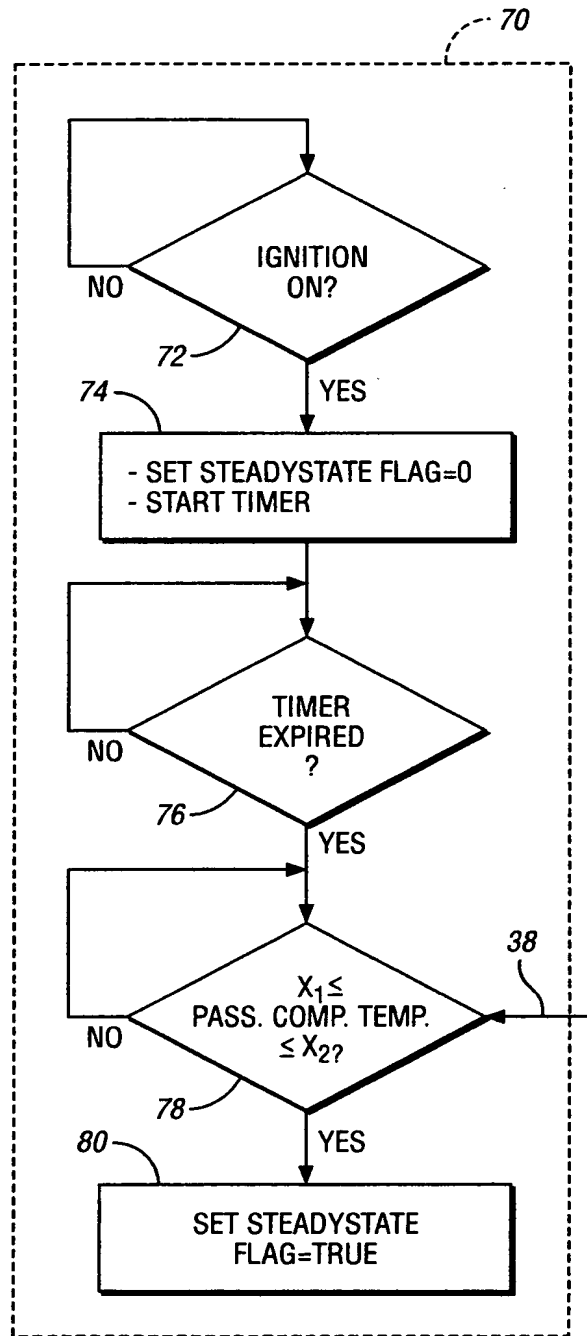 70
IGNITION
ON?
NO
72
YES
74
- SET STEADYSTATE FLAG=0
- START TIMER
TIMER
EXPIRED
?
NO
76
YES
38
X₁≤
PASS. COMP. TEMP.
≤ X₂?
NO
78
YES
80
SET STEADYSTATE
FLAG=TRUE